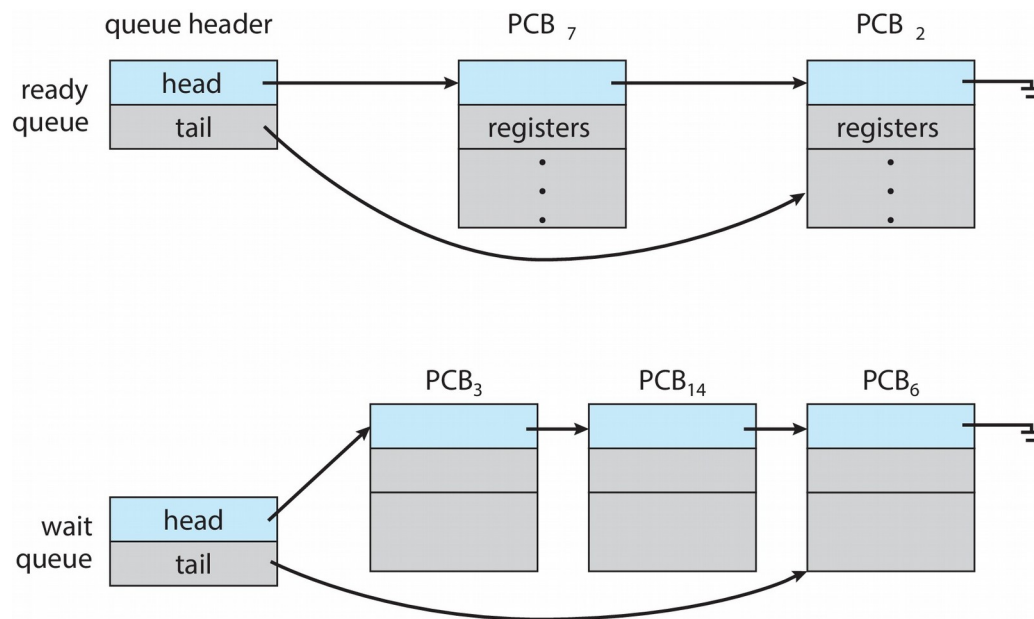 queue header
PCB 7
PCB 2
ready
queue
head
tail
registers
registers
PCB3
PCB14
PCB6
wait
queue
head
tail